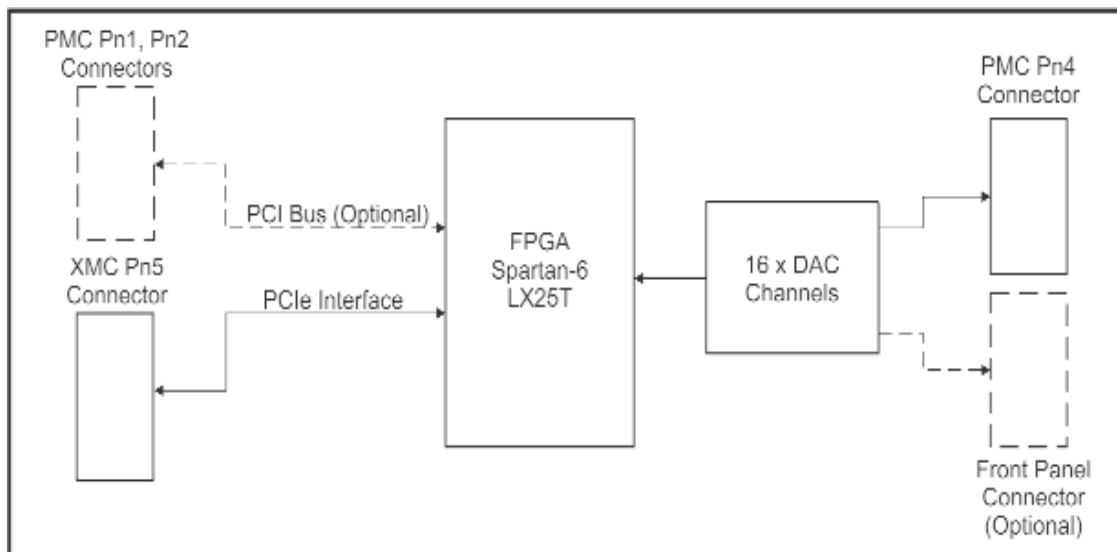 PMC Pn1, Pn2
Connectors
PCI Bus (Optional)
XMC Pn5
Connector
PCIe Interface
FPGA
Spartan-6
LX25T
16 x DAC
Channels
PMC Pn4
Connector
Front Panel
Connector
(Optional)